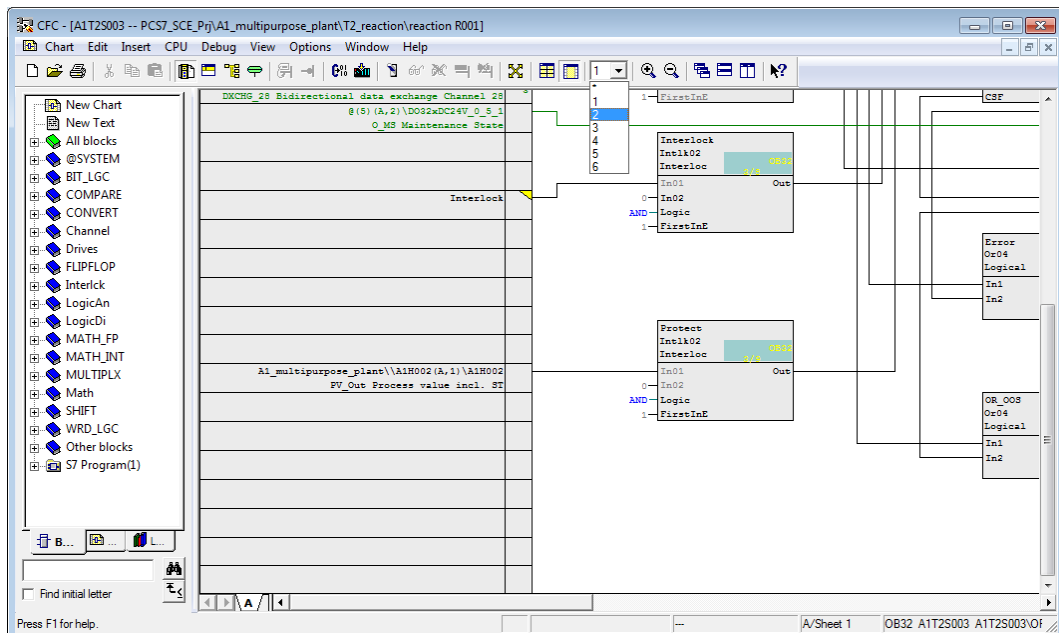 CFC - [A1T2S003 -- PCS7_SCE_Prj\A1_multipurpose_plant\T2_reaction\reaction R001]
Chart Edit Insert CPU Debug View Options Window Help
1
*
1
2
3
4
5
6
New Chart
New Text
All blocks
@SYSTEM
BIT_LGC
COMPARE
CONVERT
Channel
Drives
FLIPFLOP
Interlck
LogicAn
LogicDi
MATH_FP
MATH_INT
MULTIPLX
Math
SHIFT
WRD_LGC
Other blocks
S7 Program(1)
B...
...
L...
Find initial letter
DXCHG_28 Bidirectional data exchange Channel 28
@(5)(A,2)\DO32xDC24V_0_5_1
O_MS Maintenance State
Interlock
A1_multipurpose_plant\\A1H002(A,1)\A1H002
PV_Out Process value incl. ST
1 FirstInE
Interlock
Intlk02
Interloc OB32
3/4
In01 Out
0 In02
AND Logic
1 FirstInE
Protect
Intlk02
Interloc OB32
In01 Out
0 In02
AND Logic
1 FirstInE
CSF
Error
Or04
Logical
In1
In2
OR_OOS
Or04
Logical
In1
In2
A
Press F1 for help.
---
A/Sheet 1
OB32 A1T2S003 A1T2S003\OF